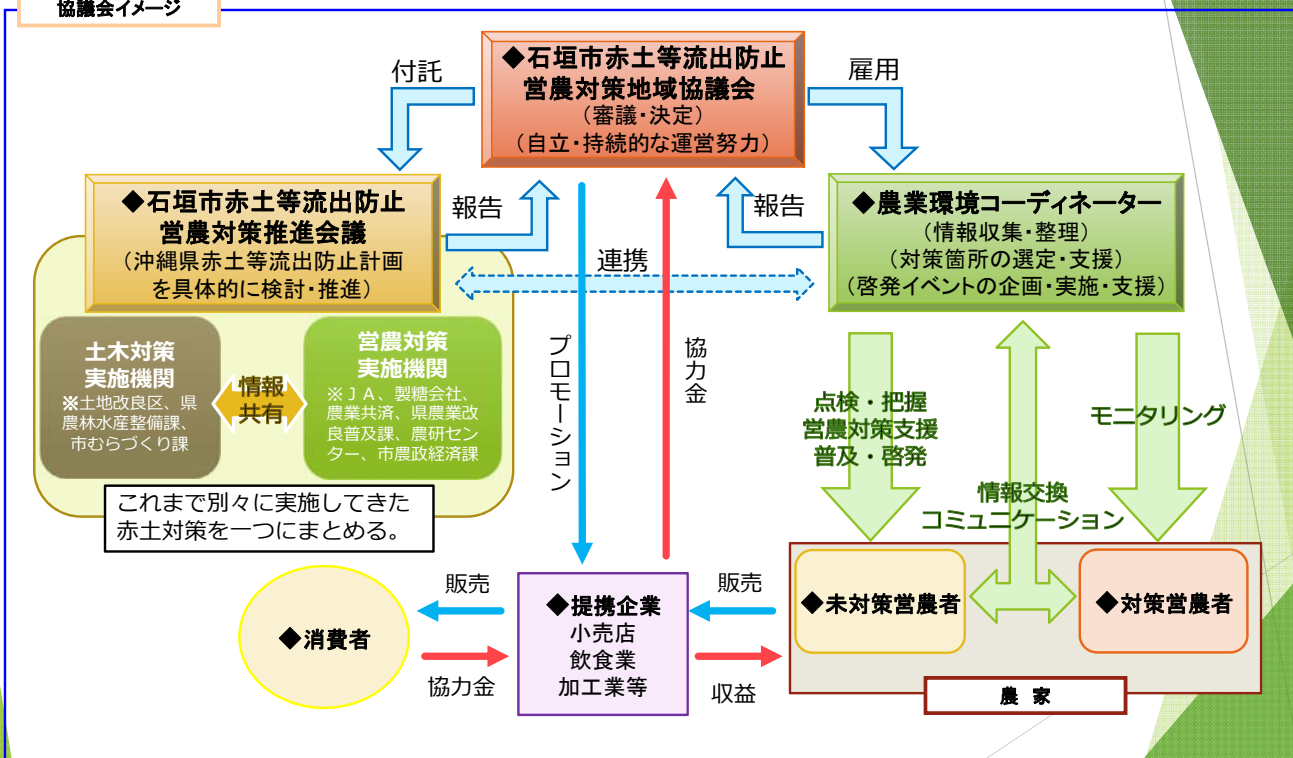 協議会イメージ
◆石垣市赤土等流出防止
営農対策地域協議会
(審議・決定)
(自立・持続的な運営努力)
付託
雇用
◆石垣市赤土等流出防止
営農対策推進会議
(沖縄県赤土等流出防止計画
を具体的に検討・推進)
報告
報告
◆農業環境コーディネーター
(情報収集・整理)
(対策箇所の選定・支援)
(啓発イベントの企画・実施・支援)
連携
土木対策
実施機関
※土地改良区、県
農林水産整備課、
市むらづくり課
情報
共有
営農対策
実施機関
※ＪＡ、製糖会社、
農業共済、県農業改
良普及課、農研セン
ター、市農政経済課
これまで別々に実施してきた
赤土対策を一つにまとめる。
プロモーション
協力金
点検・把握
営農対策支援
普及・啓発
モニタリング
情報交換
コミュニケーション
◆消費者
販売
協力金
◆提携企業
小売店
飲食業
加工業等
販売
収益
◆未対策営農者
◆対策営農者
農 家